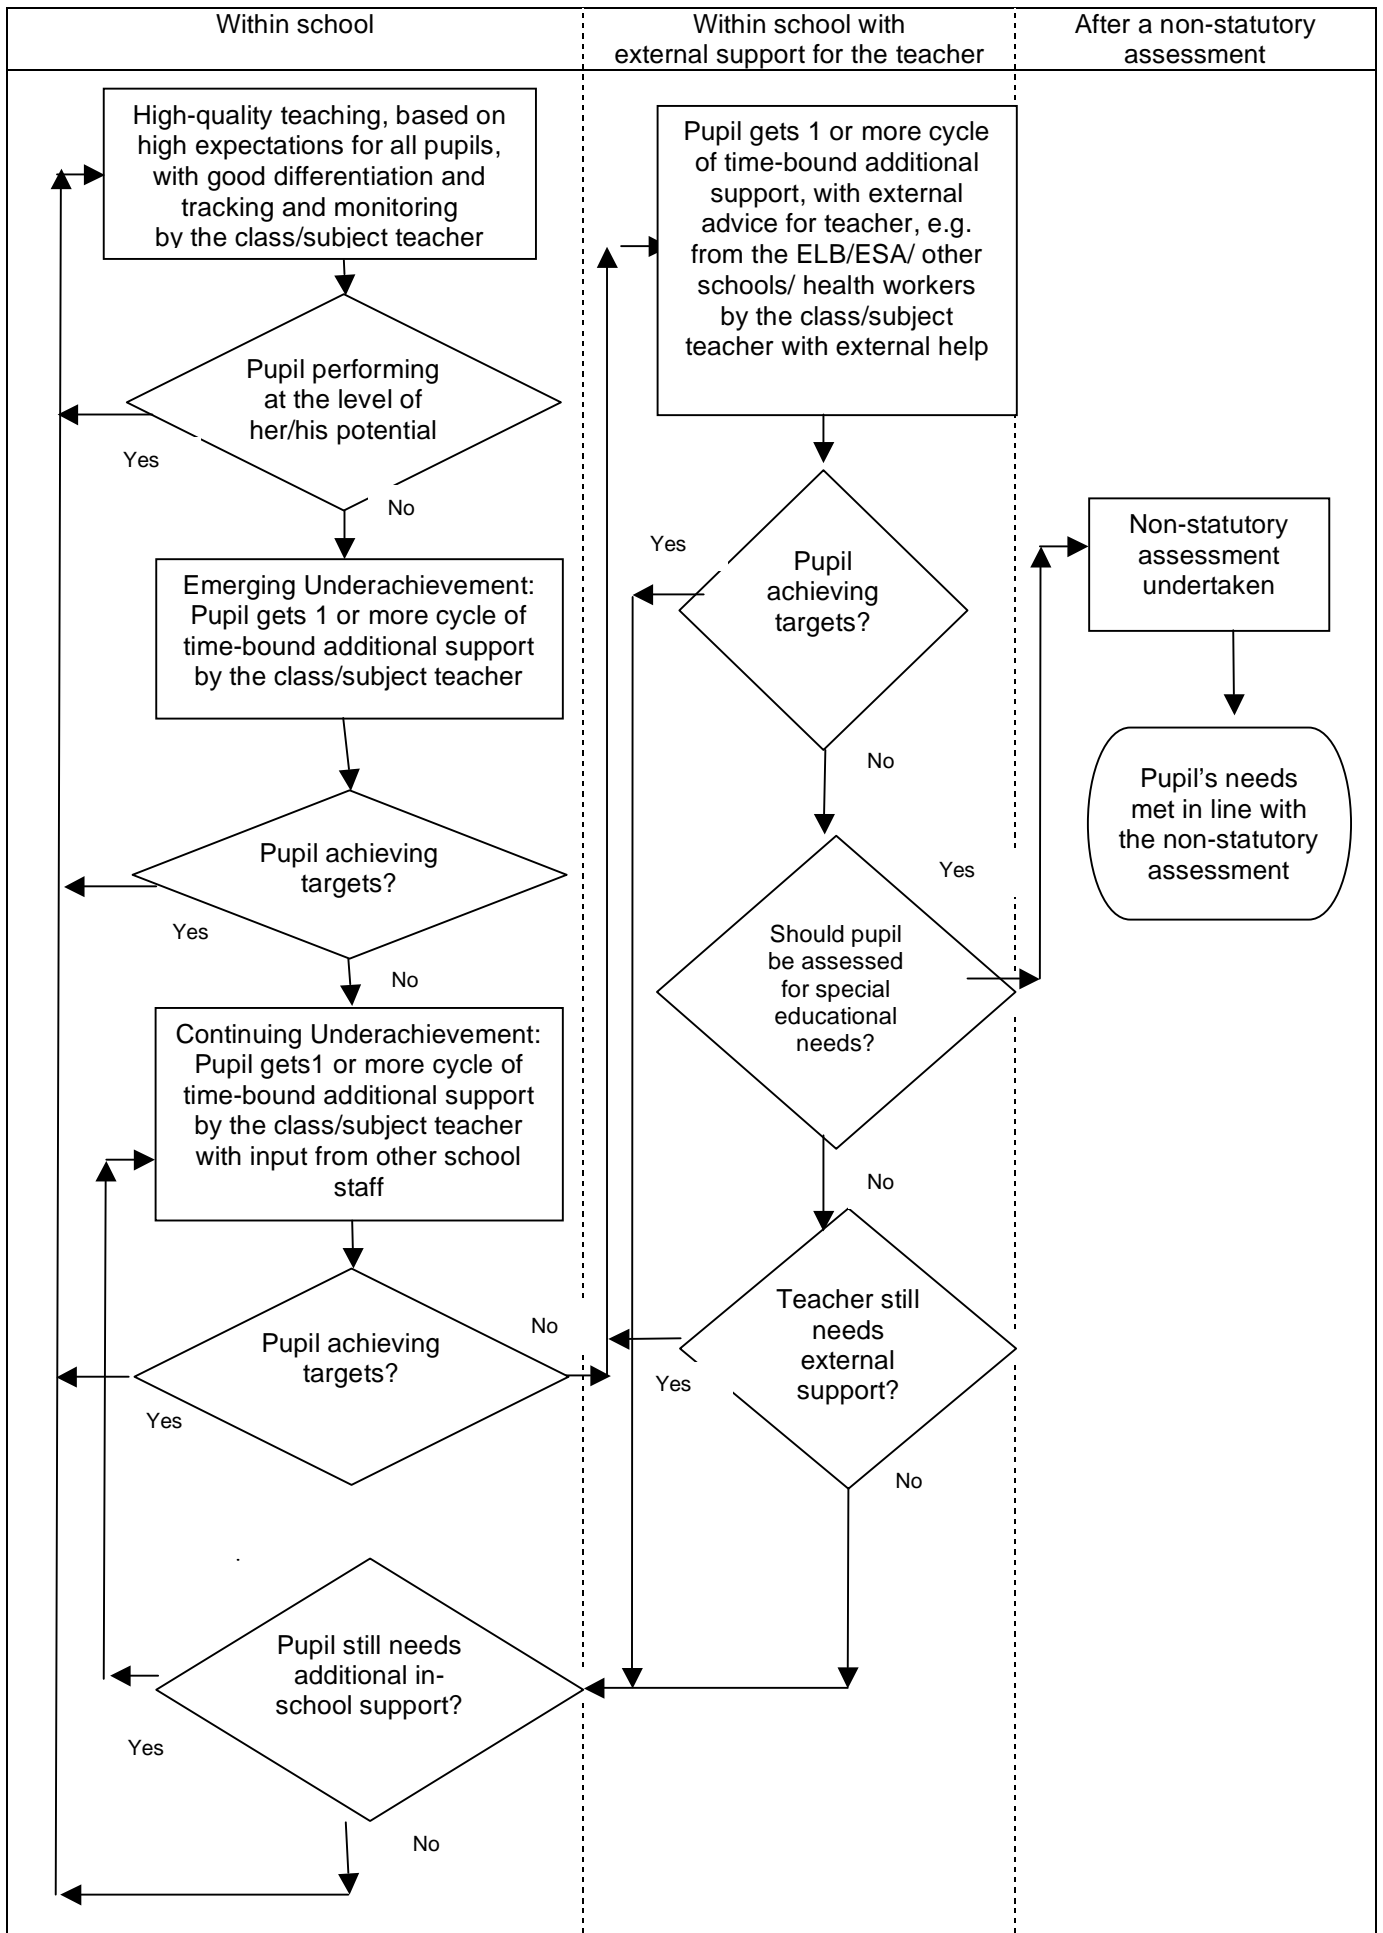 Within school
High-quality teaching, based on
high expectations for all pupils,
with good differentiation and
tracking and monitoring
by the class/subject teacher
Pupil performing
at the level of
her/his potential
Yes
No
Emerging Underachievement:
Pupil gets 1 or more cycle of
time-bound additional support
by the class/subject teacher
Pupil achieving
targets?
Yes
No
Continuing Underachievement:
Pupil gets1 or more cycle of
time-bound additional support
by the class/subject teacher
with input from other school
staff
Pupil achieving
targets?
No
Yes
Pupil still needs
additional in-
school support?
Yes
No
Within school with
external support for the teacher
Pupil gets 1 or more cycle
of time-bound additional
support, with external
advice for teacher, e.g.
from the ELB/ESA/ other
schools/ health workers
by the class/subject
teacher with external help
Yes
Pupil
achieving
targets?
No
Should pupil
be assessed
for special
educational
needs?
Yes
No
Teacher still
needs
external
support?
Yes
No
After a non-statutory
assessment
Non-statutory
assessment
undertaken
Pupil's needs
met in line with
the non-statutory
assessment